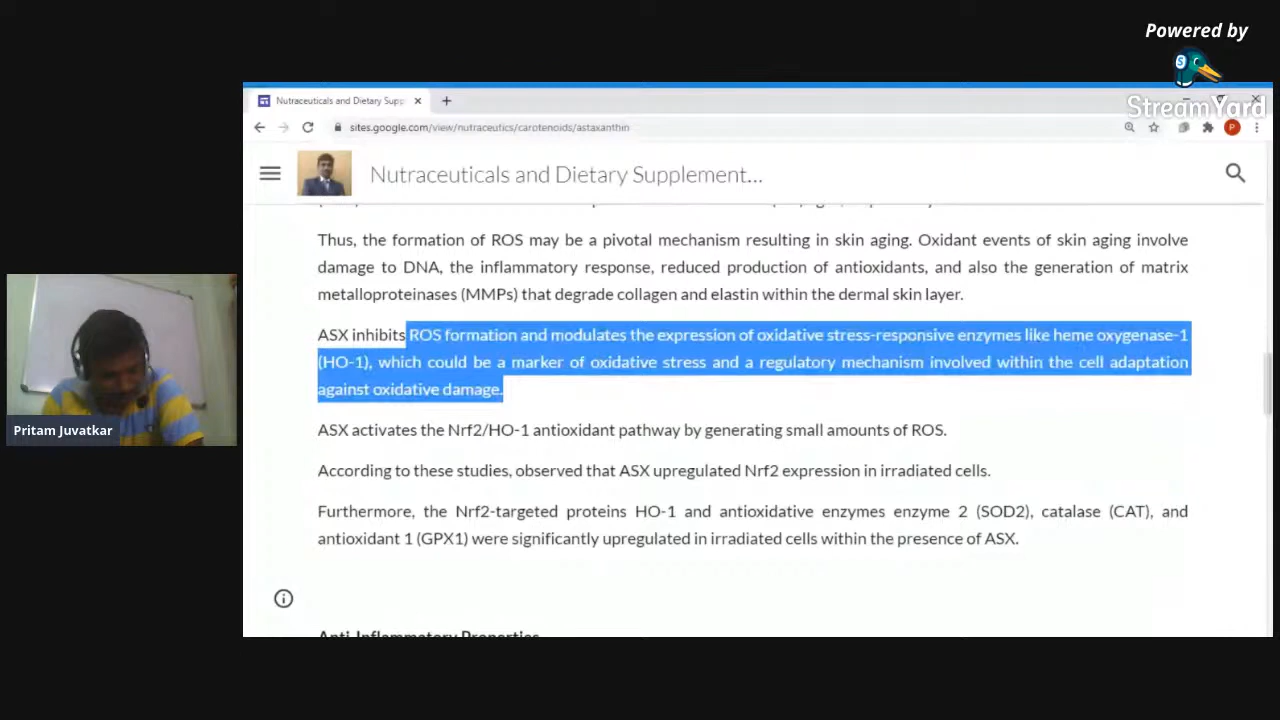 Powered by
StreamYard
Nutraceuticals and Dietary Supp
sites.google.com/view/nutraceutics/carotenoids/astaxanthin
P
Nutraceuticals and Dietary Supplement...
Thus, the formation of ROS may be a pivotal mechanism resulting in skin aging. Oxidant events of skin aging involve
damage to DNA, the inflammatory response, reduced production of antioxidants, and also the generation of matrix
metalloproteinases (MMPs) that degrade collagen and elastin within the dermal skin layer.
ASX inhibits ROS formation and modulates the expression of oxidative stress-responsive enzymes like heme oxygenase-1
(HO-1), which could be a marker of oxidative stress and a regulatory mechanism involved within the cell adaptation
against oxidative damage.
Pritam Juvatkar
ASX activates the Nrf2/HO-1 antioxidant pathway by generating small amounts of ROS.
According to these studies, observed that ASX upregulated Nrf2 expression in irradiated cells.
Furthermore, the Nrf2-targeted proteins HO-1 and antioxidative enzymes enzyme 2 (SOD2), catalase (CAT), and
antioxidant 1 (GPX1) were significantly upregulated in irradiated cells within the presence of ASX.
Anti-Inflammatory Properties